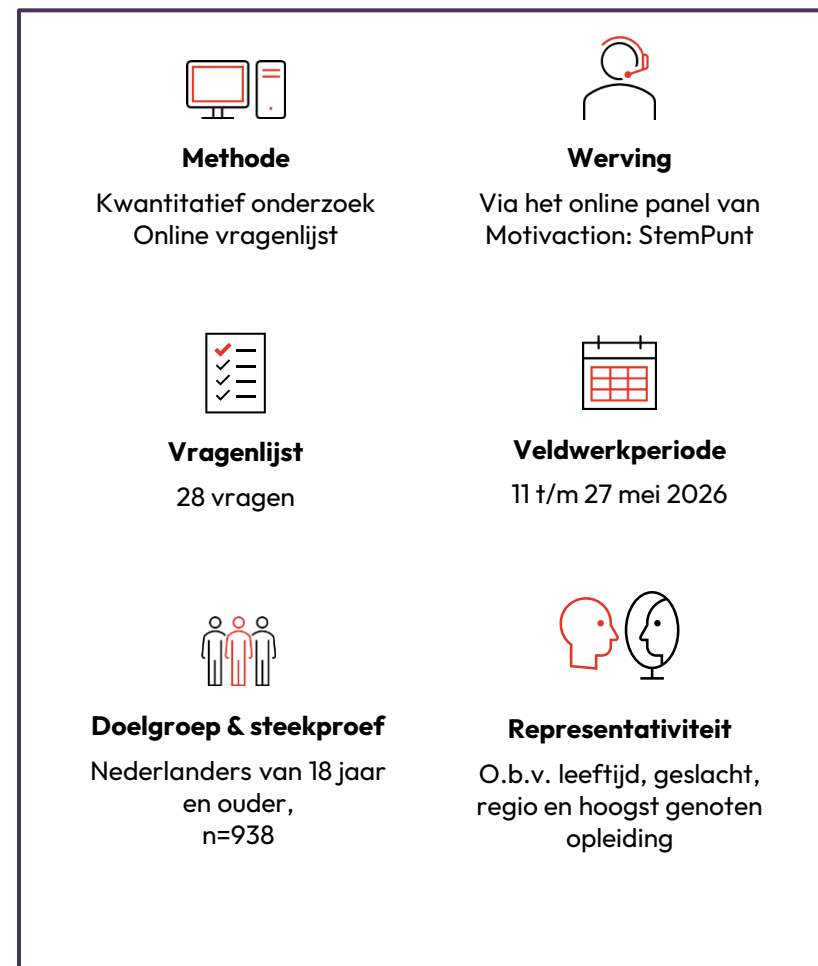 Methode
Kwantitatief onderzoek
Online vragenlijst
Werving
Via het online panel van
Motivaction: StemPunt
Vragenlijst
28 vragen
Veldwerkperiode
11 t/m 27 mei 2026
Doelgroep & steekproef
Nederlanders van 18 jaar
en ouder,
n=938
Representativiteit
O.b.v. leeftijd, geslacht,
regio en hoogst genoten
opleiding